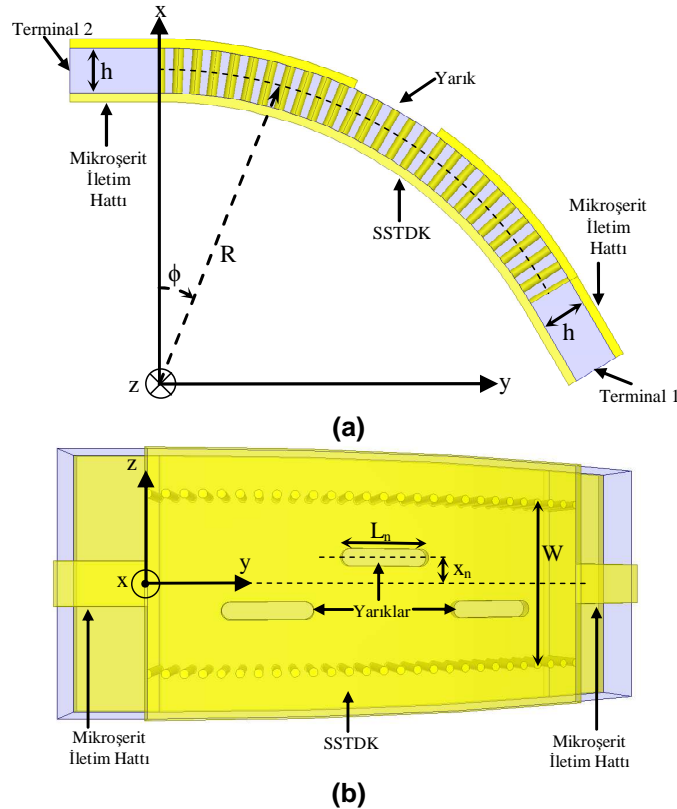 x
Terminal 2
h
Yarık
Mikroşerit
İletim
Hattı
SSTDK
Mikroşerit
İletim
Hattı
R
ϕ
h
z
y
Terminal 1
(a)
z
Lₙ
W
y
xₙ
x
Yarıklar
Mikroşerit
İletim Hattı
SSTDK
Mikroşerit
İletim Hattı
(b)